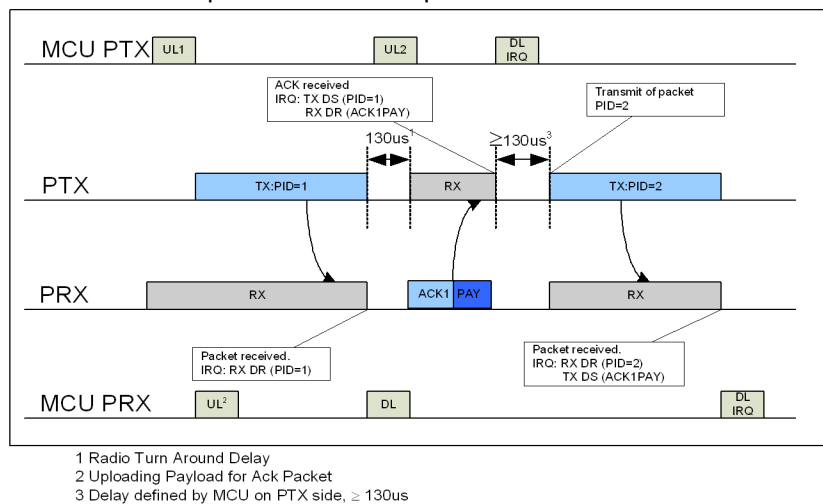 MCU PTX
UL1
UL2
DL
IRQ
ACK received
IRQ: TX DS (PID=1)
RX DR (ACK1PAY)
Transmit of packet
PID=2
130us1
≥130us3
PTX
TX:PID=1
RX
TX:PID=2
PRX
RX
ACK1 PAY
RX
Packet received.
IRQ: RX DR (PID=1)
Packet received.
IRQ: RX DR (PID=2)
TX DS (ACK1PAY)
MCU PRX
UL2
DL
DL
IRQ
1 Radio Turn Around Delay
2 Uploading Payload for Ack Packet
3 Delay defined by MCU on PTX side, ≥ 130us